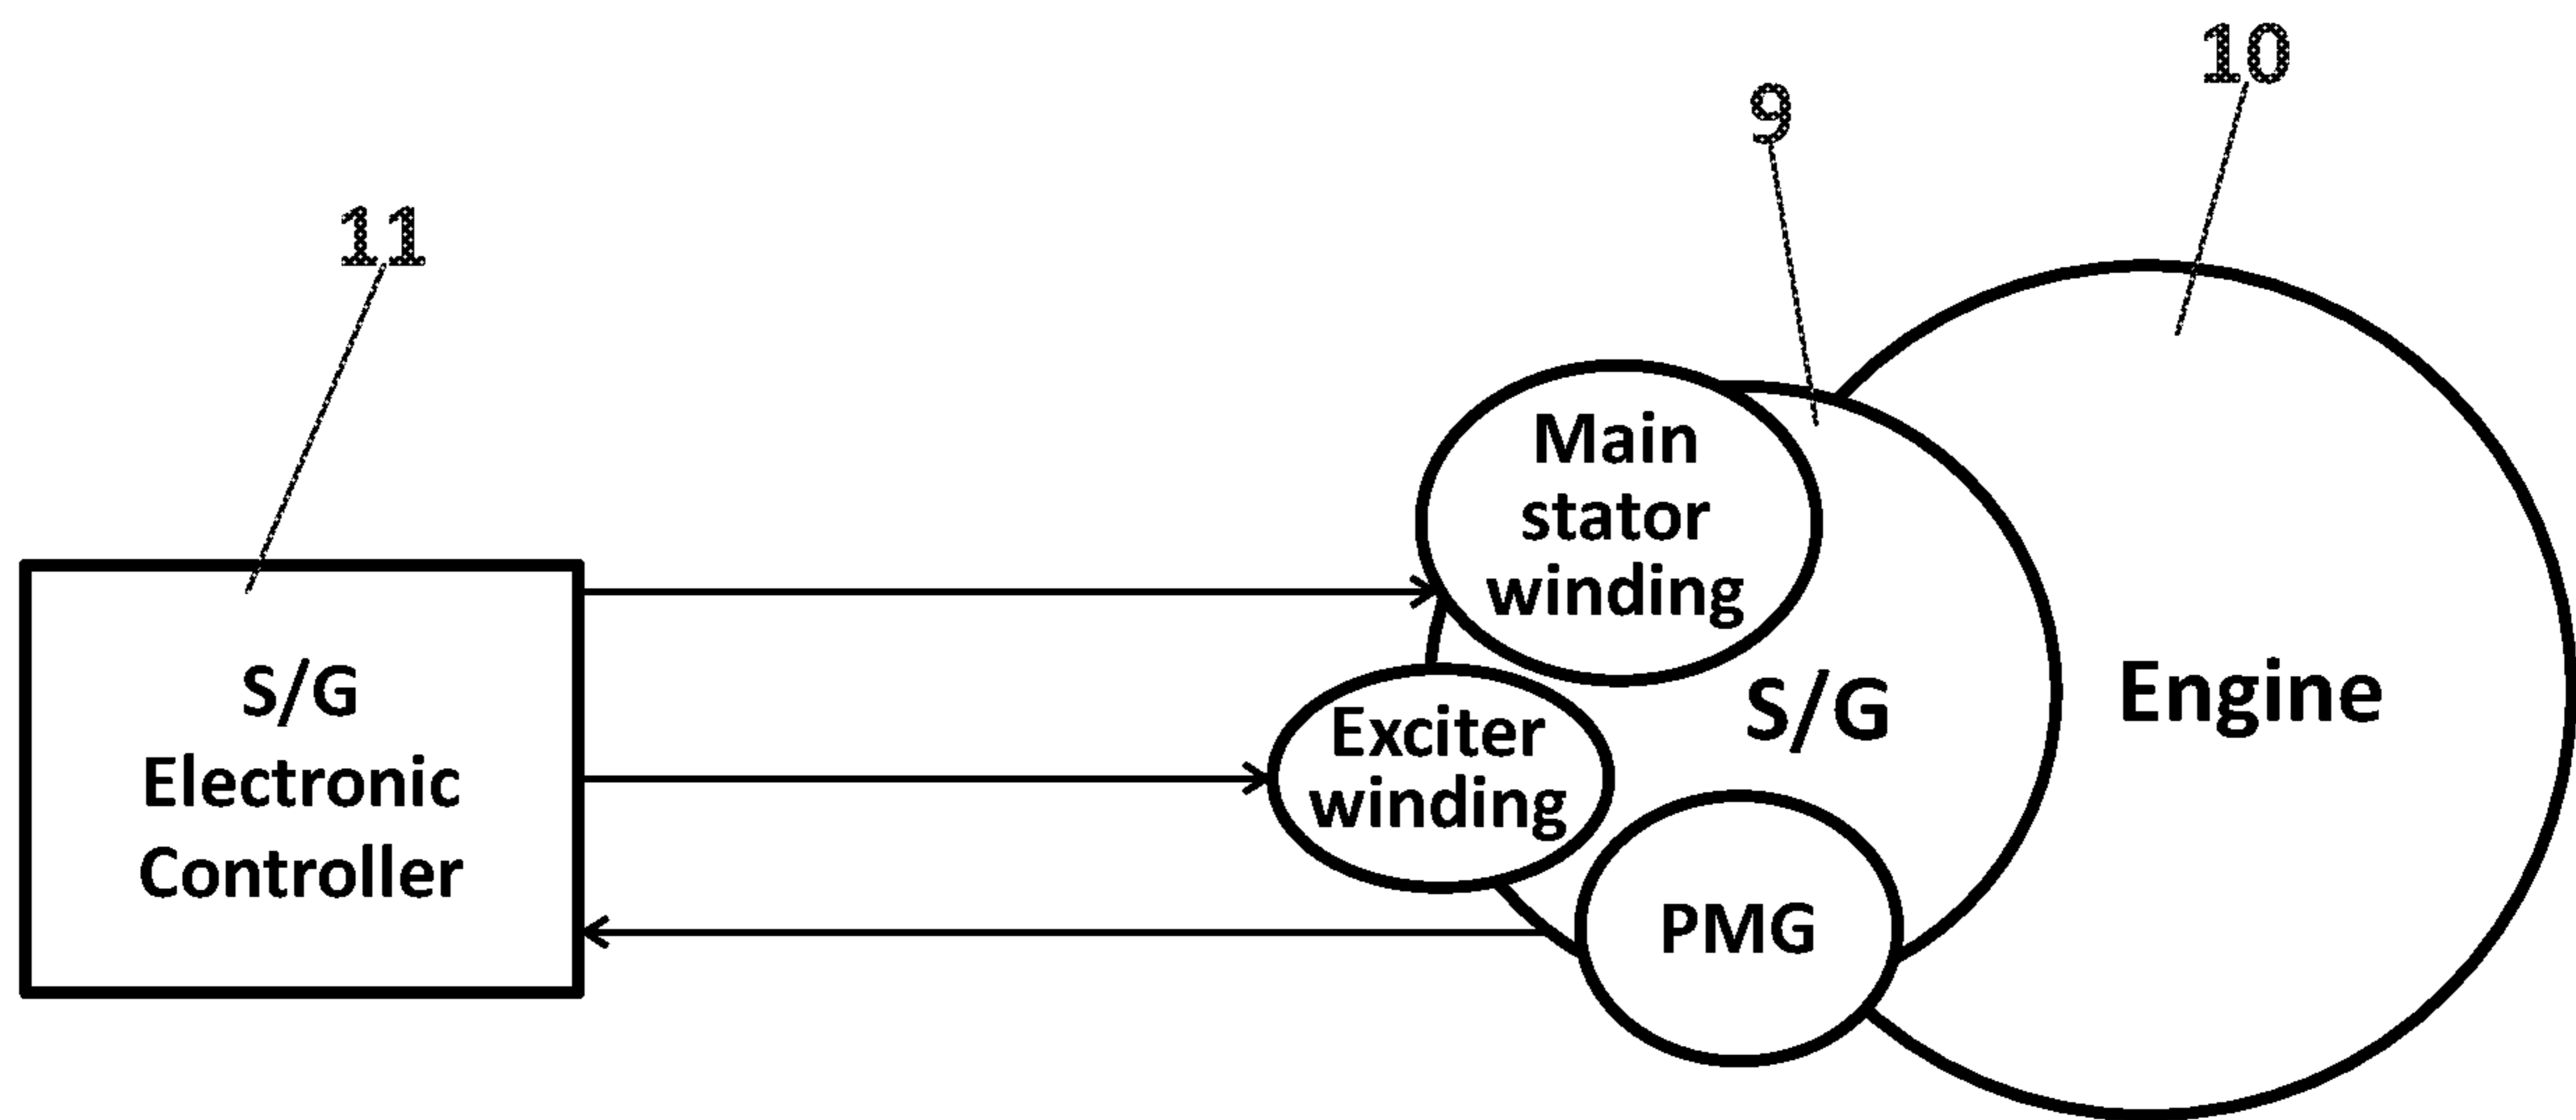 10
9
11
Main
stator
winding
S/G
Electronic
Controller
Exciter
winding
S/G
Engine
PMG